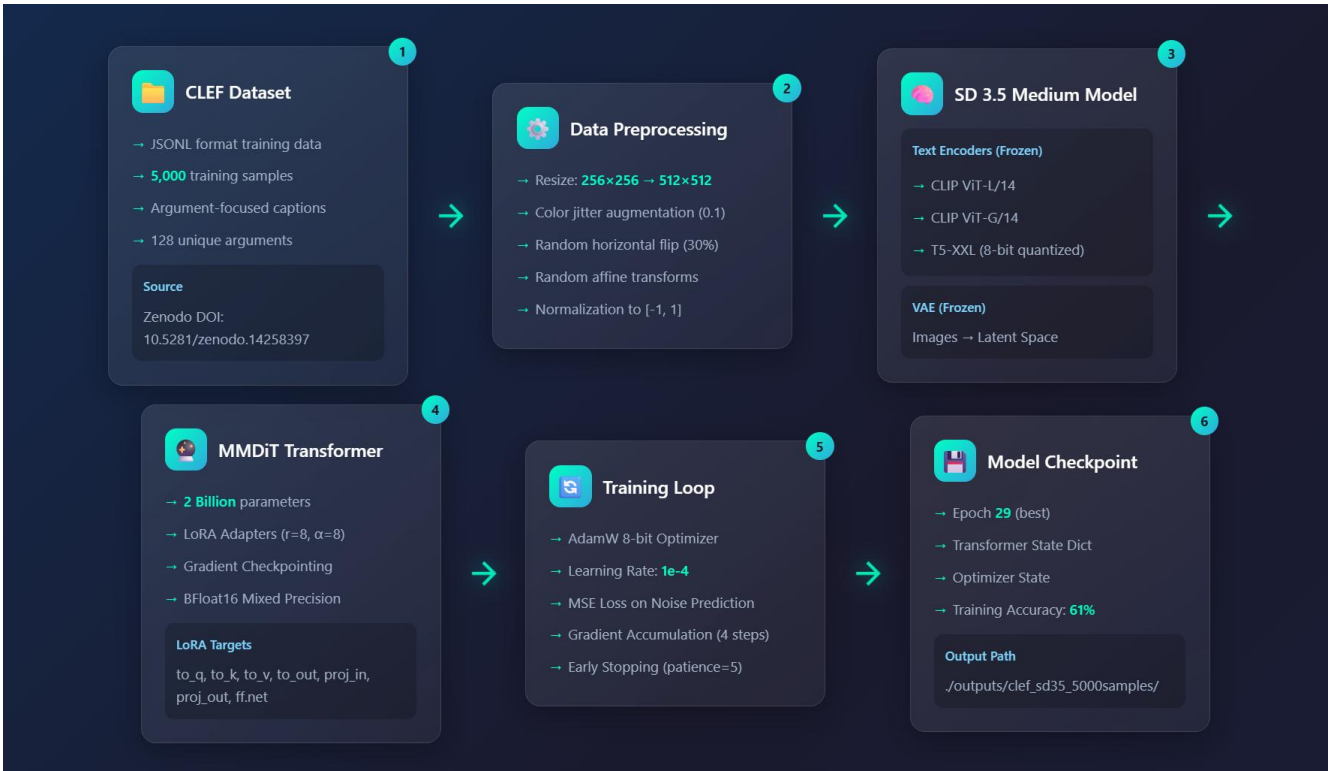 1
CLEF Dataset
→ JSONL format training data
→ 5,000 training samples
→ Argument-focused captions
→ 128 unique arguments
Source
Zenodo DOI:
10.5281/zenodo.14258397
2
Data Preprocessing
→ Resize: 256×256 → 512×512
→ Color jitter augmentation (0.1)
→ Random horizontal flip (30%)
→ Random affine transforms
→ Normalization to [-1, 1]
3
SD 3.5 Medium Model
Text Encoders (Frozen)
→ CLIP ViT-L/14
→ CLIP ViT-G/14
→ T5-XXL (8-bit quantized)
VAE (Frozen)
Images → Latent Space
4
MMDiT Transformer
→ 2 Billion parameters
→ LoRA Adapters (r=8, α=8)
→ Gradient Checkpointing
→ BFloat16 Mixed Precision
LoRA Targets
to_q, to_k, to_v, to_out, proj_in,
proj_out, ff.net
5
Training Loop
→ AdamW 8-bit Optimizer
→ Learning Rate: 1e-4
→ MSE Loss on Noise Prediction
→ Gradient Accumulation (4 steps)
→ Early Stopping (patience=5)
6
Model Checkpoint
→ Epoch 29 (best)
→ Transformer State Dict
→ Optimizer State
→ Training Accuracy: 61%
Output Path
./outputs/clef_sd35_5000samples/